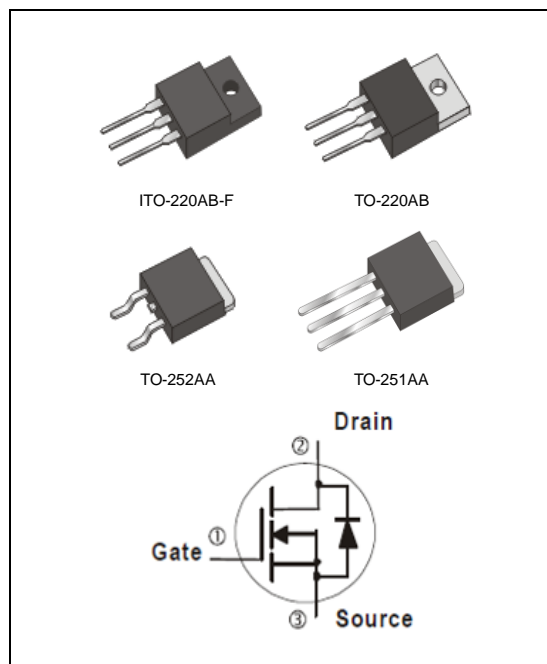 ITO-220AB-F
TO-220AB
TO-252AA
TO-251AA
Drain
②
①
Gate
③
Source